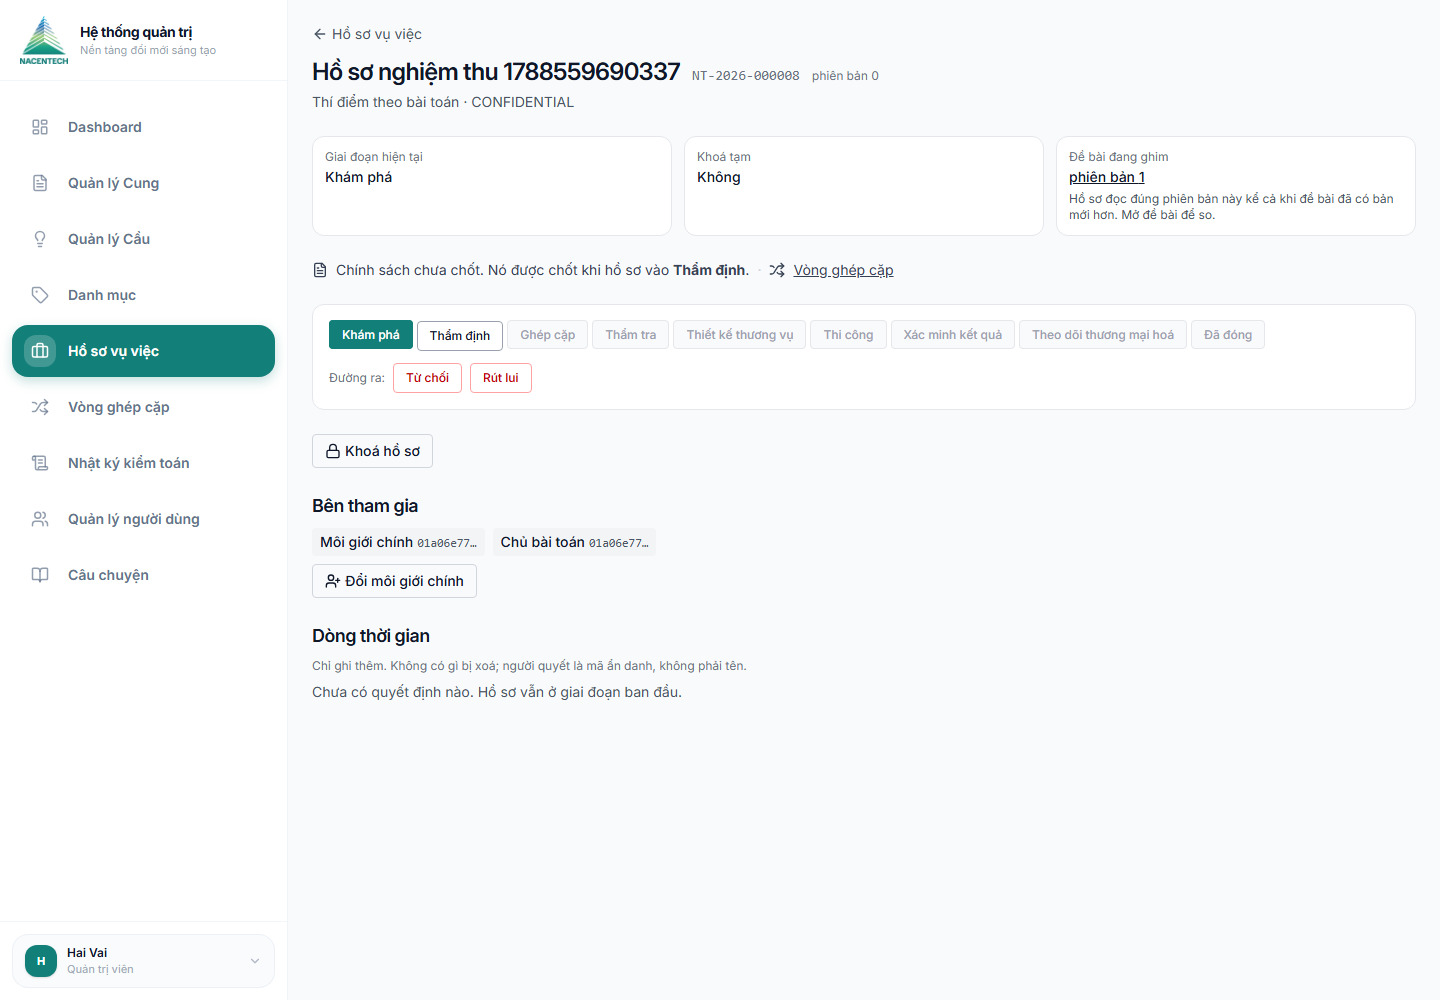 NACENTECH
Hệ thống quản trị
Nền tảng đổi mới sáng tạo
Dashboard
Quản lý Cung
Quản lý Cầu
Danh mục
Hồ sơ vụ việc
Vòng ghép cặp
Nhật ký kiểm toán
Quản lý người dùng
Câu chuyện
H
Hai Vai
Quản trị viên
Hồ sơ vụ việc
Hồ sơ nghiệm thu 1788559690337 NT-2026-000008 phiên bản 0
Thí điểm theo bài toán · CONFIDENTIAL
Giai đoạn hiện tại
Khám phá
Khoá tạm
Không
Đề bài đang ghim
phiên bản 1
Hồ sơ đọc đúng phiên bản này kể cả khi đề bài đã có bản
mới hơn. Mở đề bài để so.
Chính sách chưa chốt. Nó được chốt khi hồ sơ vào Thẩm định. · Vòng ghép cặp
Khám phá Thẩm định Ghép cặp Thẩm tra Thiết kế thương vụ Thi công Xác minh kết quả Theo dõi thương mại hoá Đã đóng
Đường ra: Từ chối Rút lui
Khoá hồ sơ
Bên tham gia
Môi giới chính 01a06e77… Chủ bài toán 01a06e77…
Đổi môi giới chính
Dòng thời gian
Chỉ ghi thêm. Không có gì bị xoá; người quyết là mã ẩn danh, không phải tên.
Chưa có quyết định nào. Hồ sơ vẫn ở giai đoạn ban đầu.